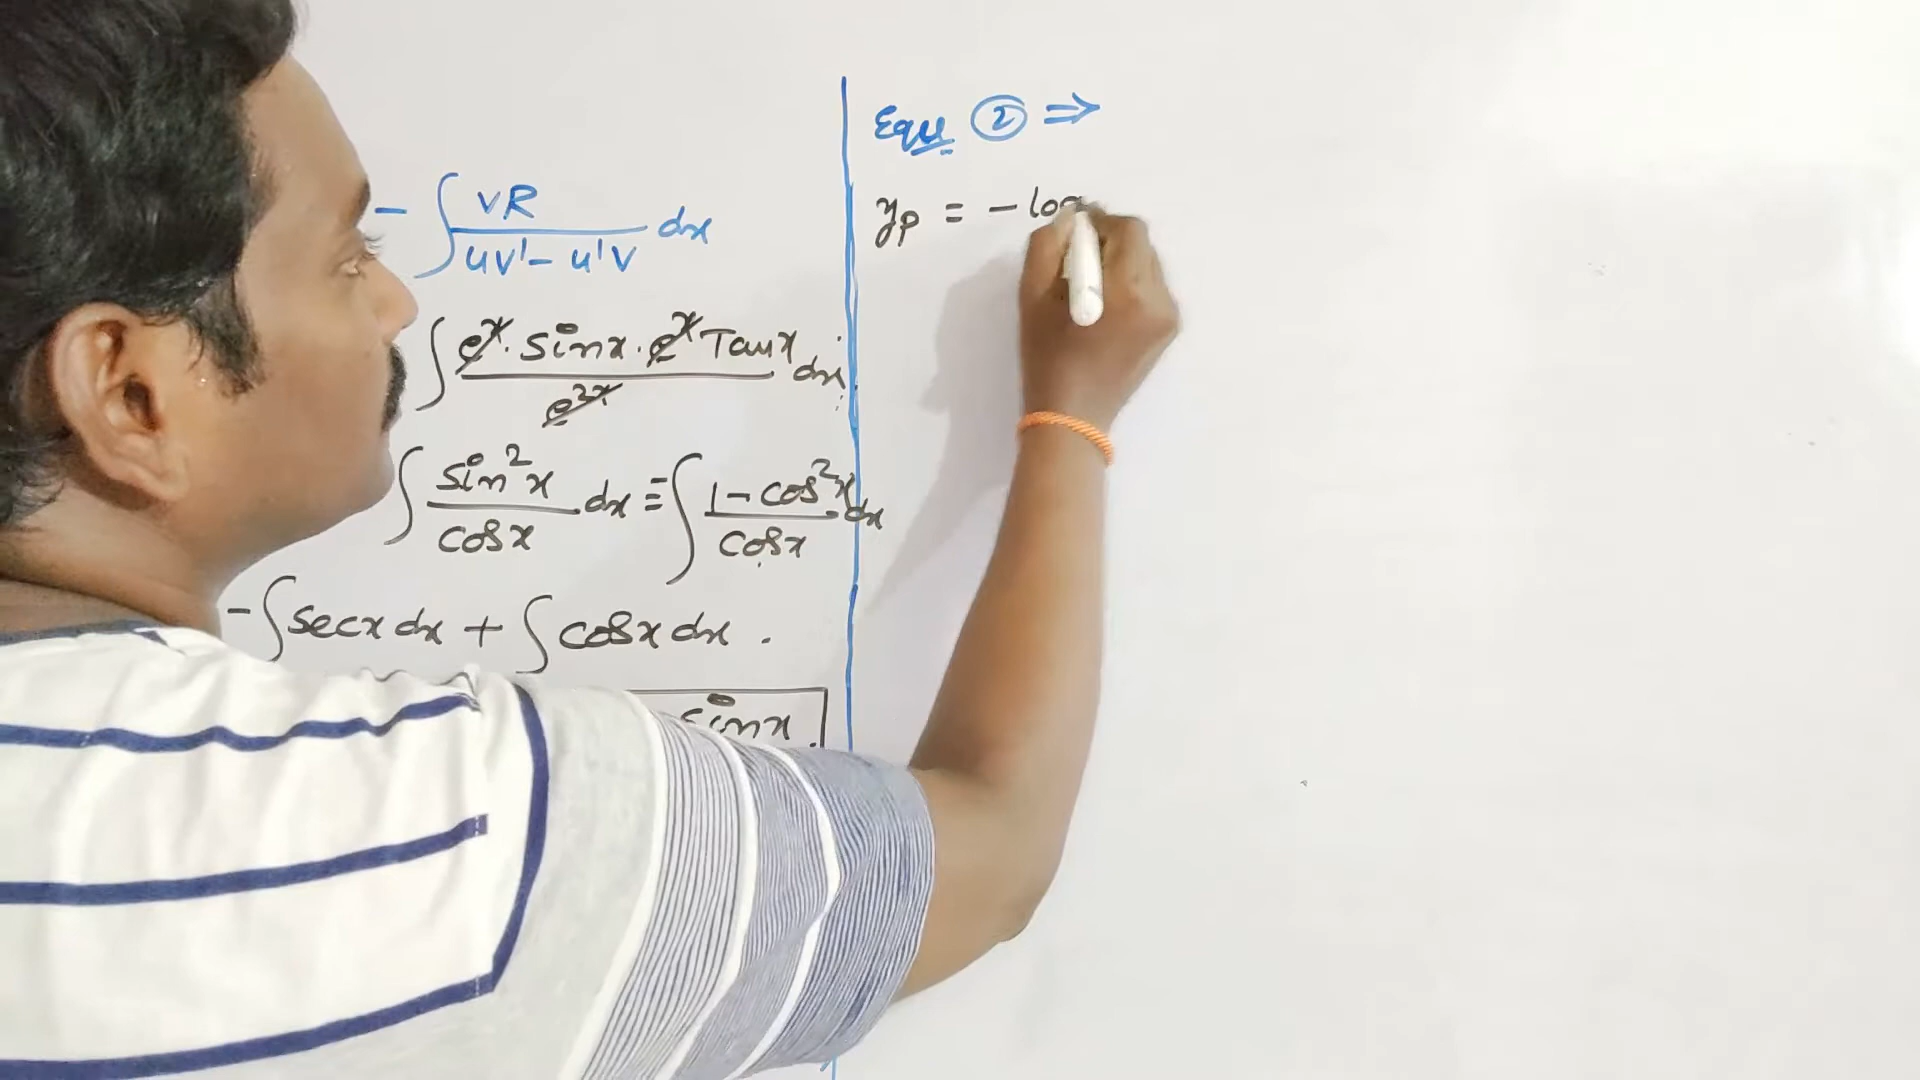 - ∫ vR / (uv' - u'v) dx
∫ e^x. sinx. e^x Tanx / e^2x dx
∫ sin²x / cosx dx = ∫ 1 - cos²x / cosx dx
- ∫ secx dx + ∫ cosx dx .
sinx
Equ ② ⇒
yp = - log